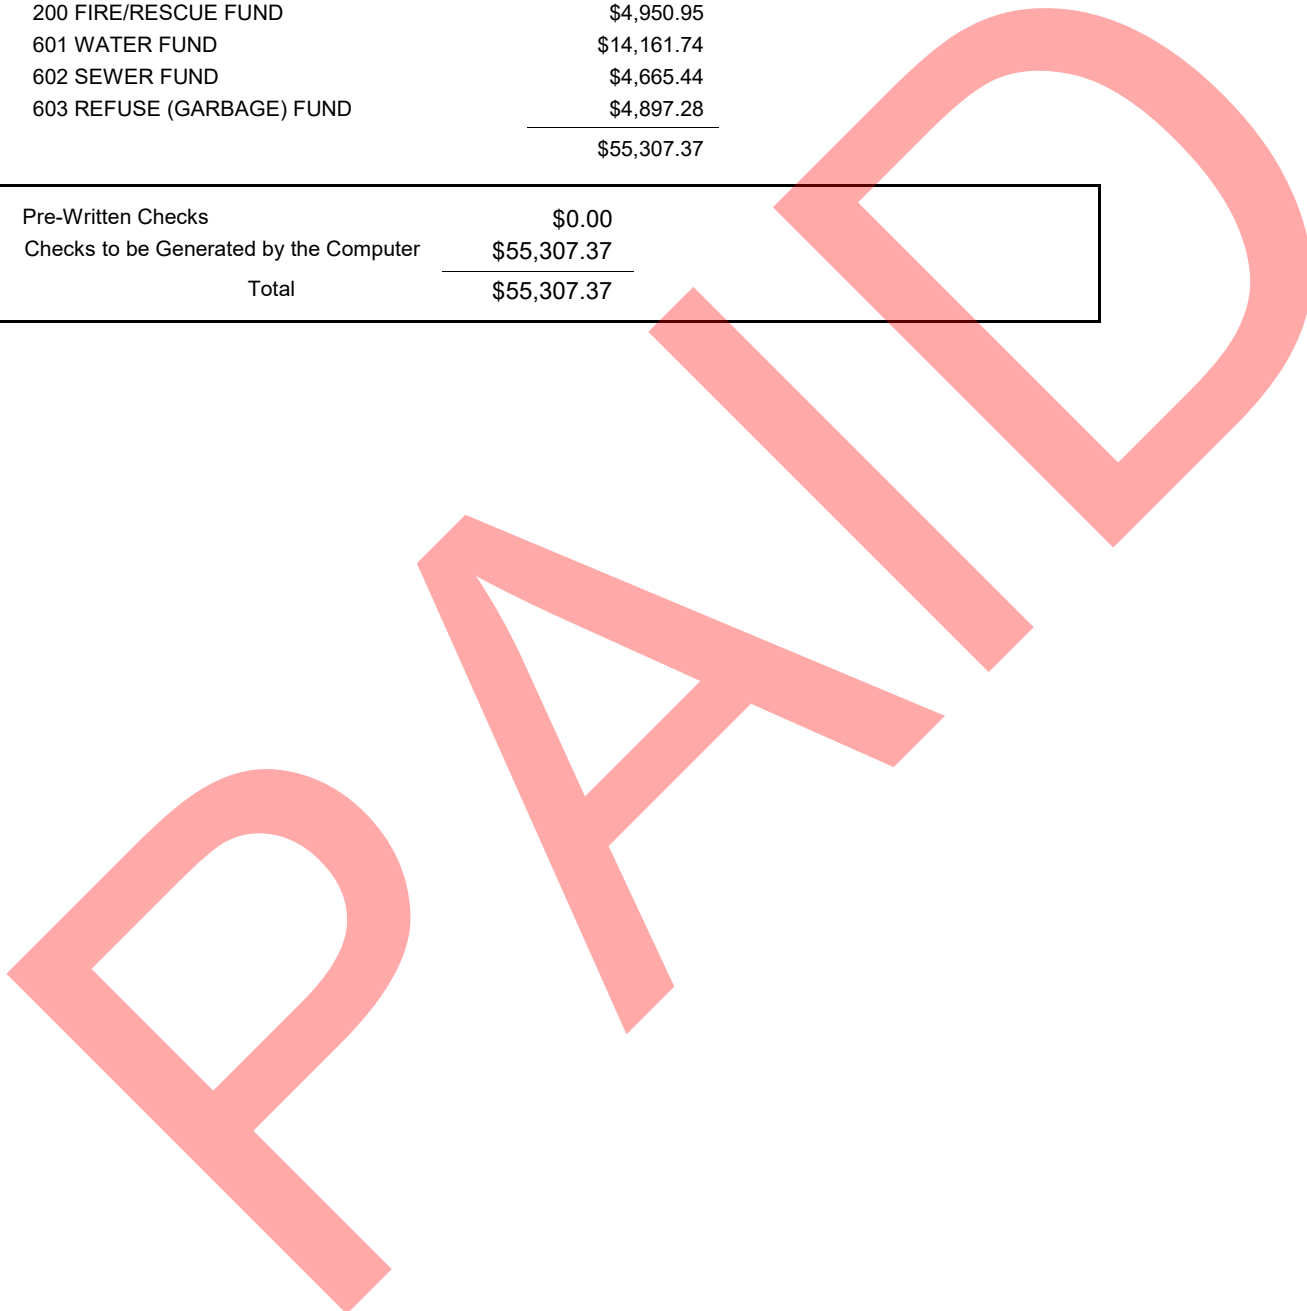 200 FIRE/RESCUE FUND $4,950.95
601 WATER FUND $14,161.74
602 SEWER FUND $4,665.44
603 REFUSE (GARBAGE) FUND $4,897.28
$55,307.37
Pre-Written Checks $0.00
Checks to be Generated by the Computer $55,307.37
Total $55,307.37
PAID